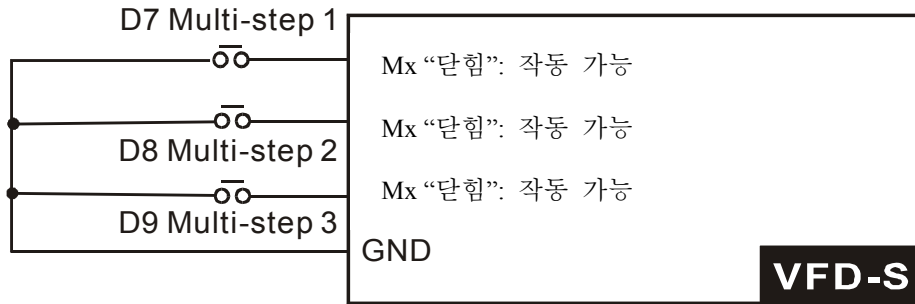 D7 Multi-step 1
Mx “닫힘”: 작동 가능
Mx “닫힘”: 작동 가능
D8 Multi-step 2
Mx “닫힘”: 작동 가능
D9 Multi-step 3
GND
VFD-S